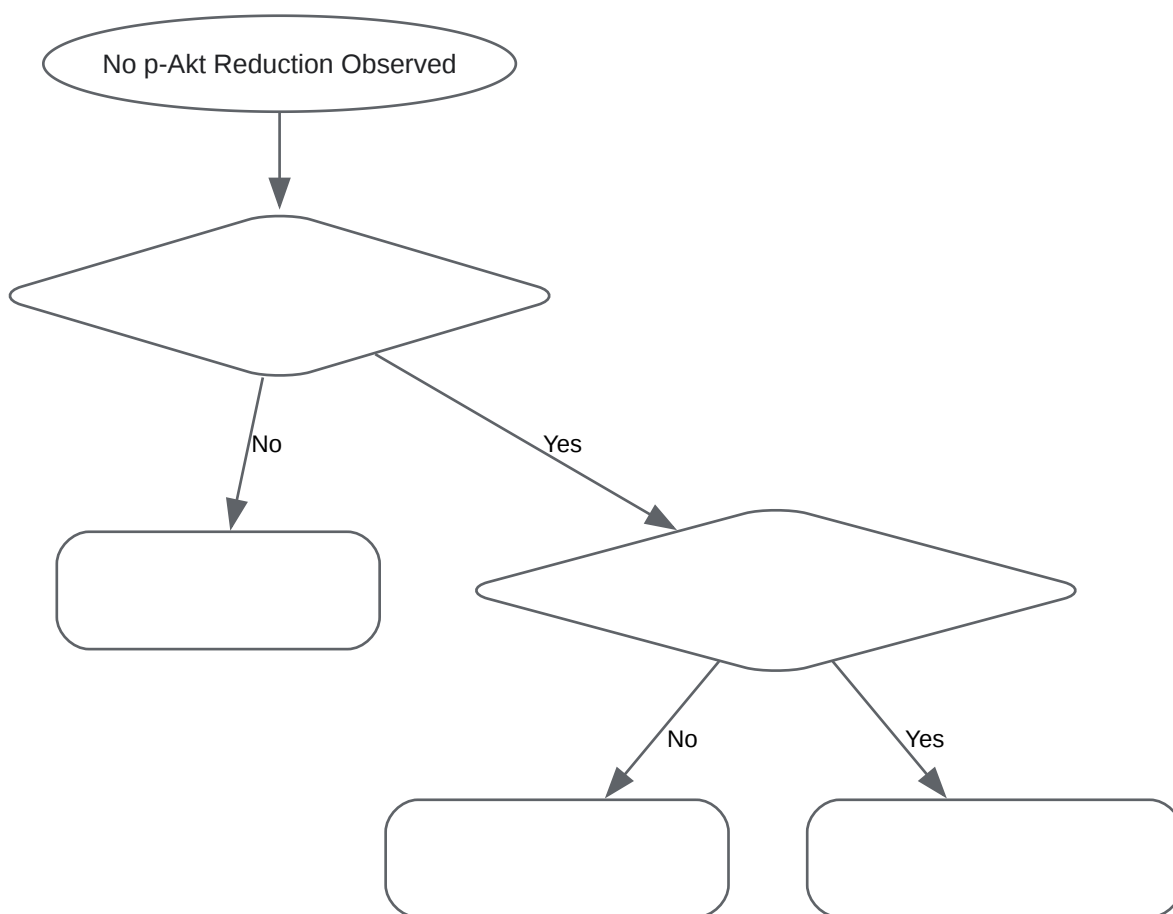 No p-Akt Reduction Observed
No
Yes
No
Yes